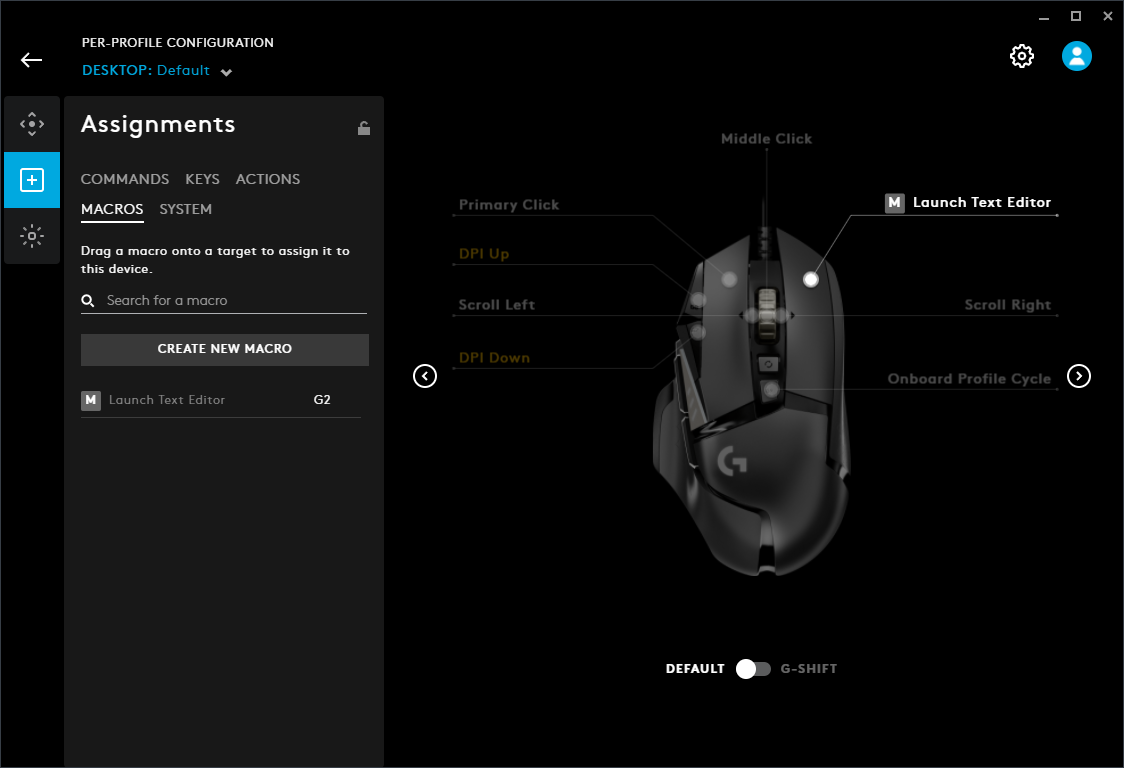 PER-PROFILE CONFIGURATION
DESKTOP: Default
Assignments
COMMANDS KEYS ACTIONS
MACROS SYSTEM
Drag a macro onto a target to assign it to
this device.
Search for a macro
CREATE NEW MACRO
M Launch Text Editor G2
Middle Click
Primary Click
M Launch Text Editor
DPI Up
Scroll Left
Scroll Right
DPI Down
Onboard Profile Cycle
G
DEFAULT G-SHIFT